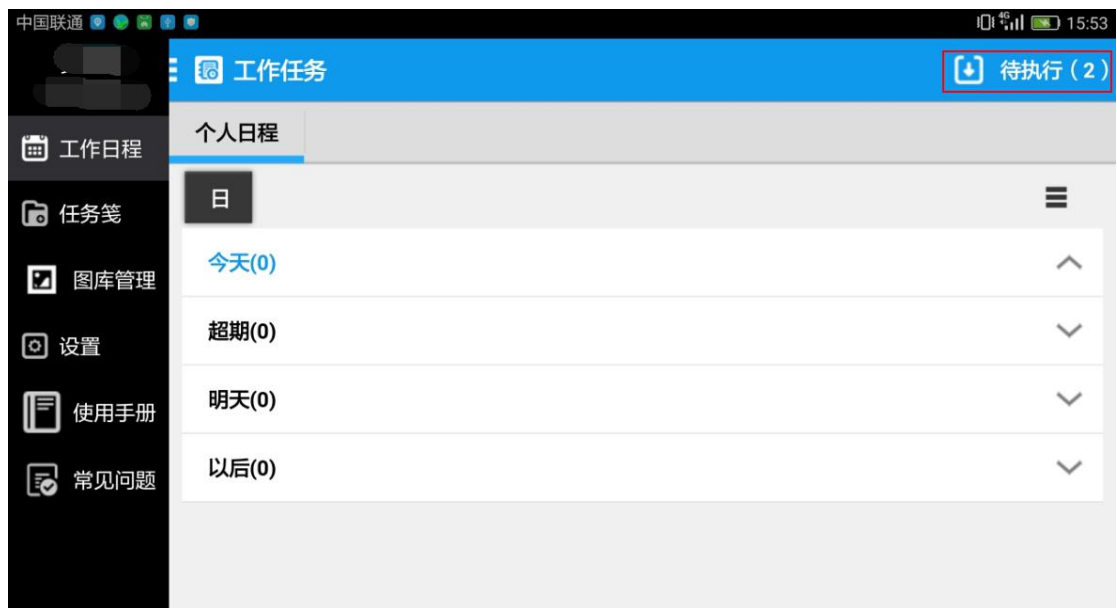 中国联通 4G 15:53
工作任务 待执行（2）
工作日程
任务笺
图库管理
设置
使用手册
常见问题
个人日程
日
今天(0)
超期(0)
明天(0)
以后(0)